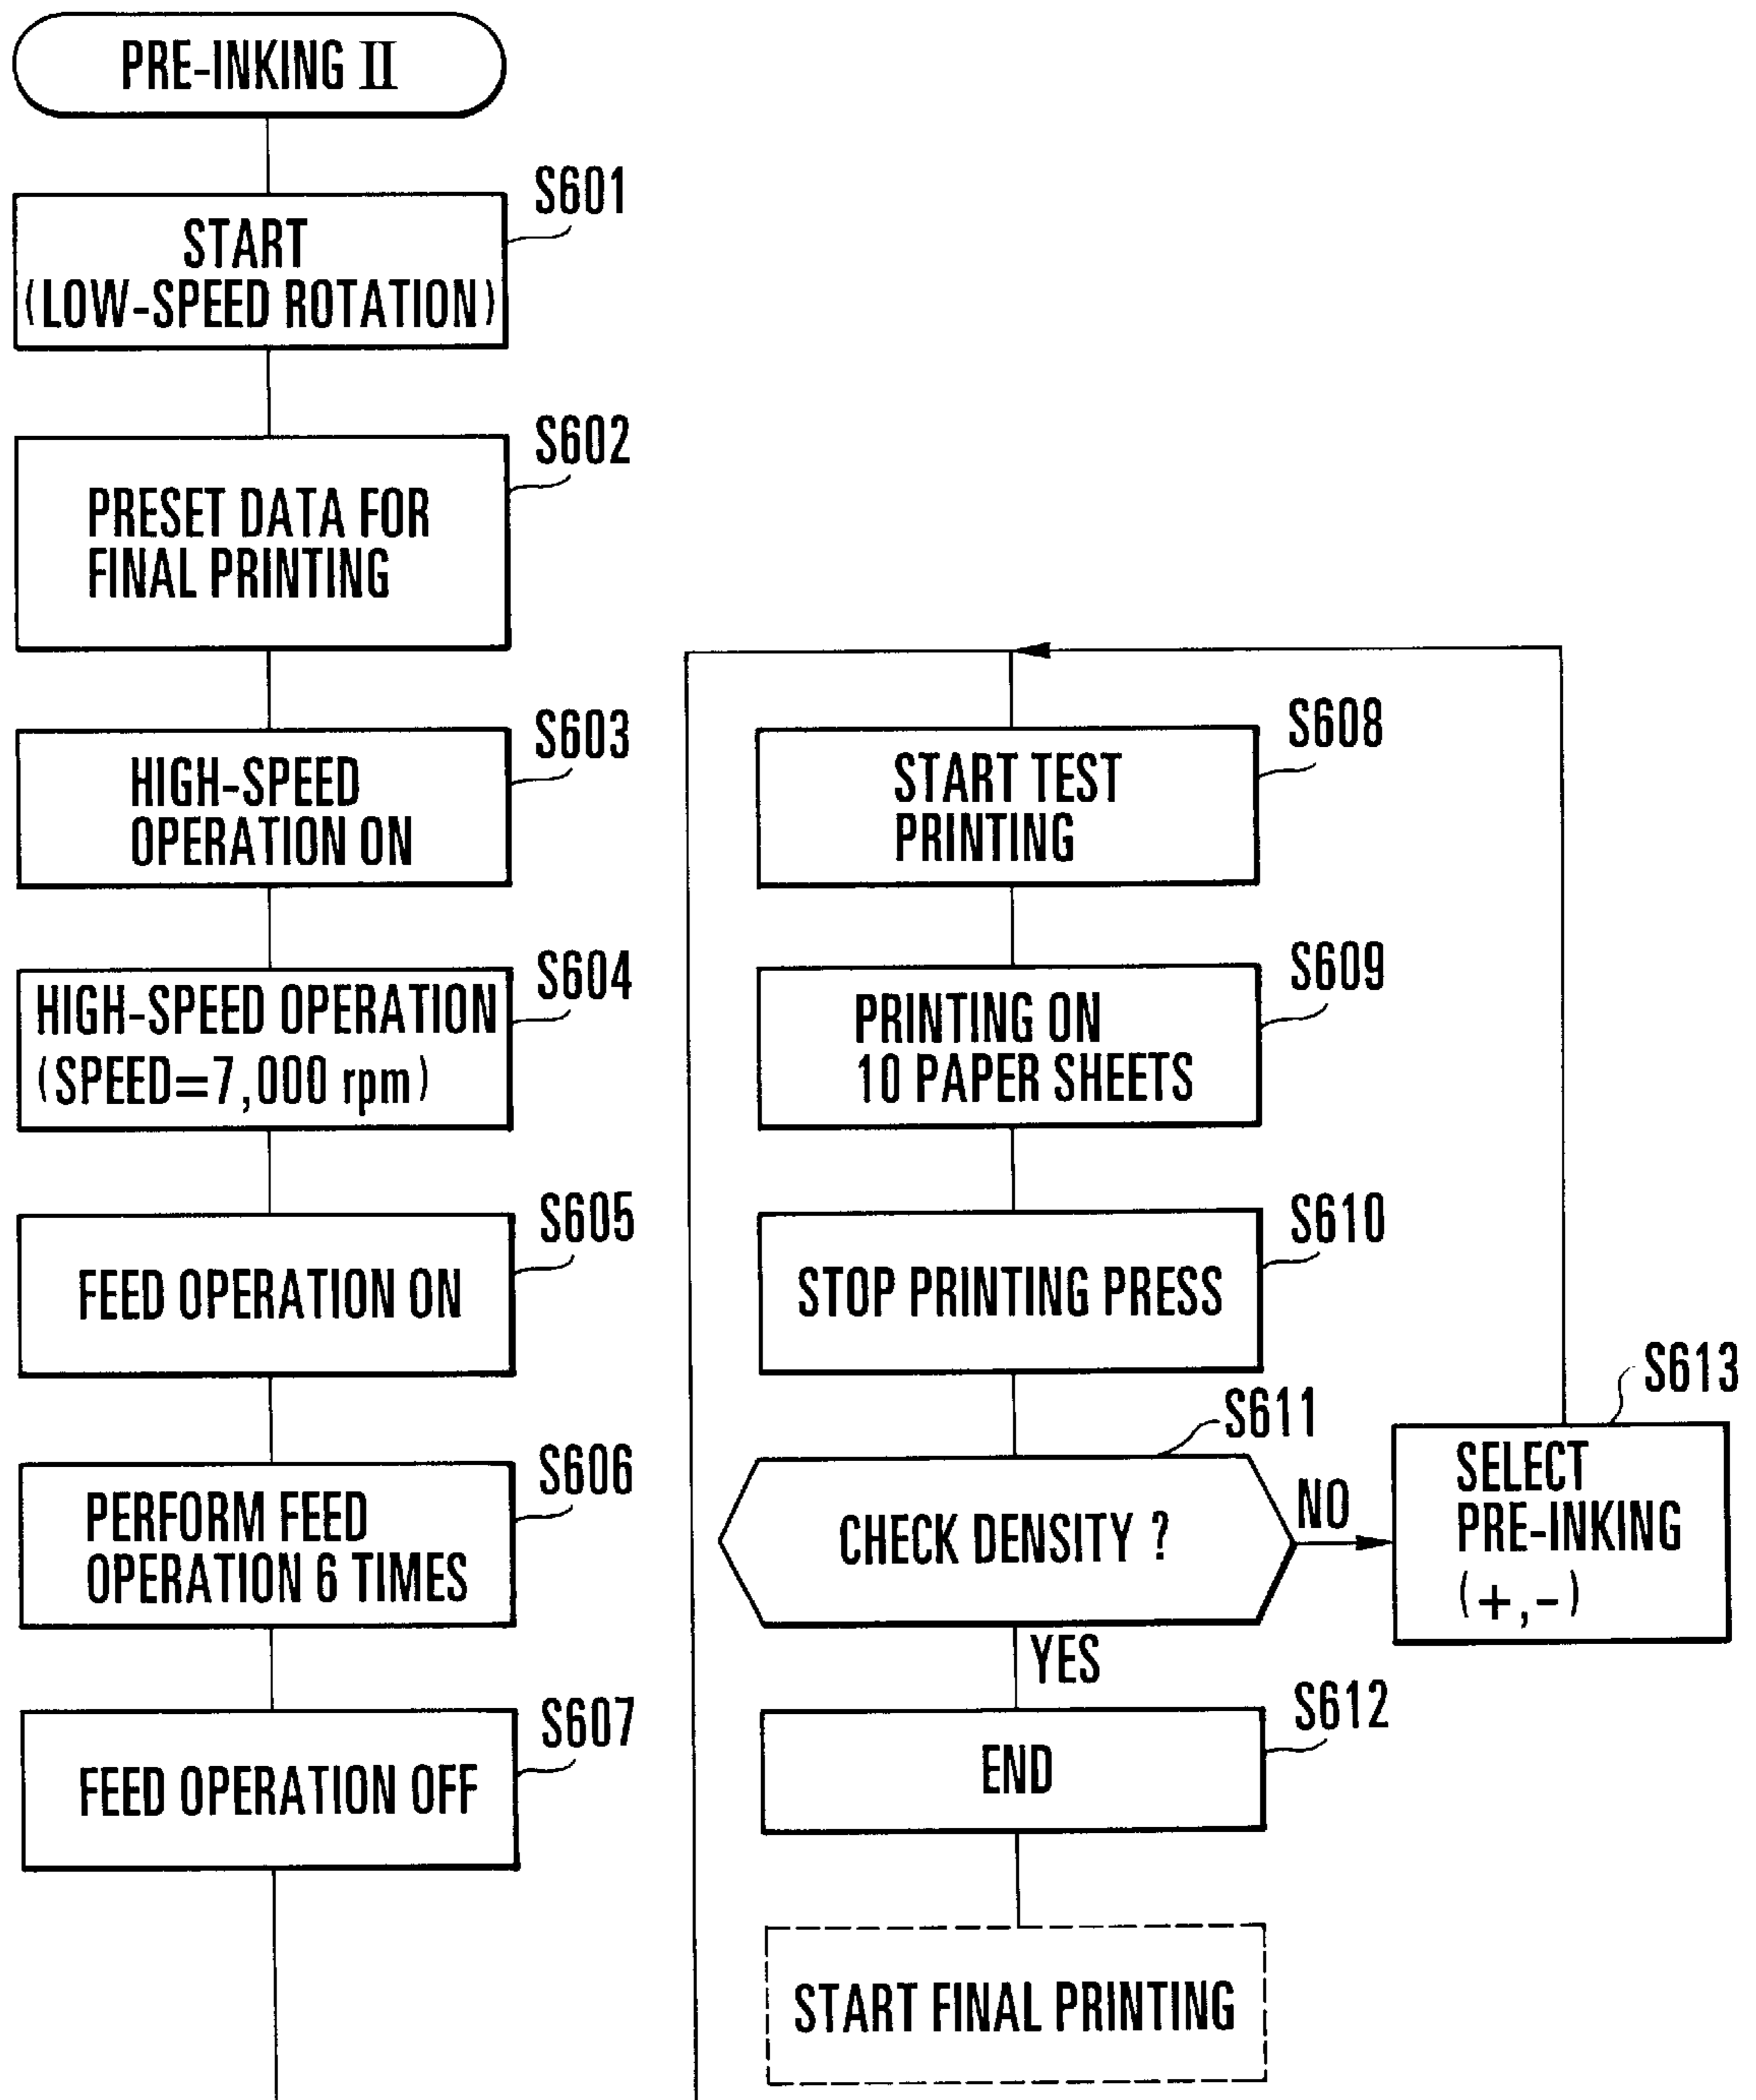 PRE-INKING II
S601
START
(LOW-SPEED ROTATION)
S602
PRESET DATA FOR
FINAL PRINTING
S603
HIGH-SPEED
OPERATION ON
S604
HIGH-SPEED OPERATION
(SPEED=7,000 rpm)
S605
FEED OPERATION ON
S606
PERFORM FEED
OPERATION 6 TIMES
S607
FEED OPERATION OFF
S608
START TEST
PRINTING
S609
PRINTING ON
10 PAPER SHEETS
S610
STOP PRINTING PRESS
S611
CHECK DENSITY ?
NO
S613
SELECT
PRE-INKING
(+,-)
YES
S612
END
START FINAL PRINTING